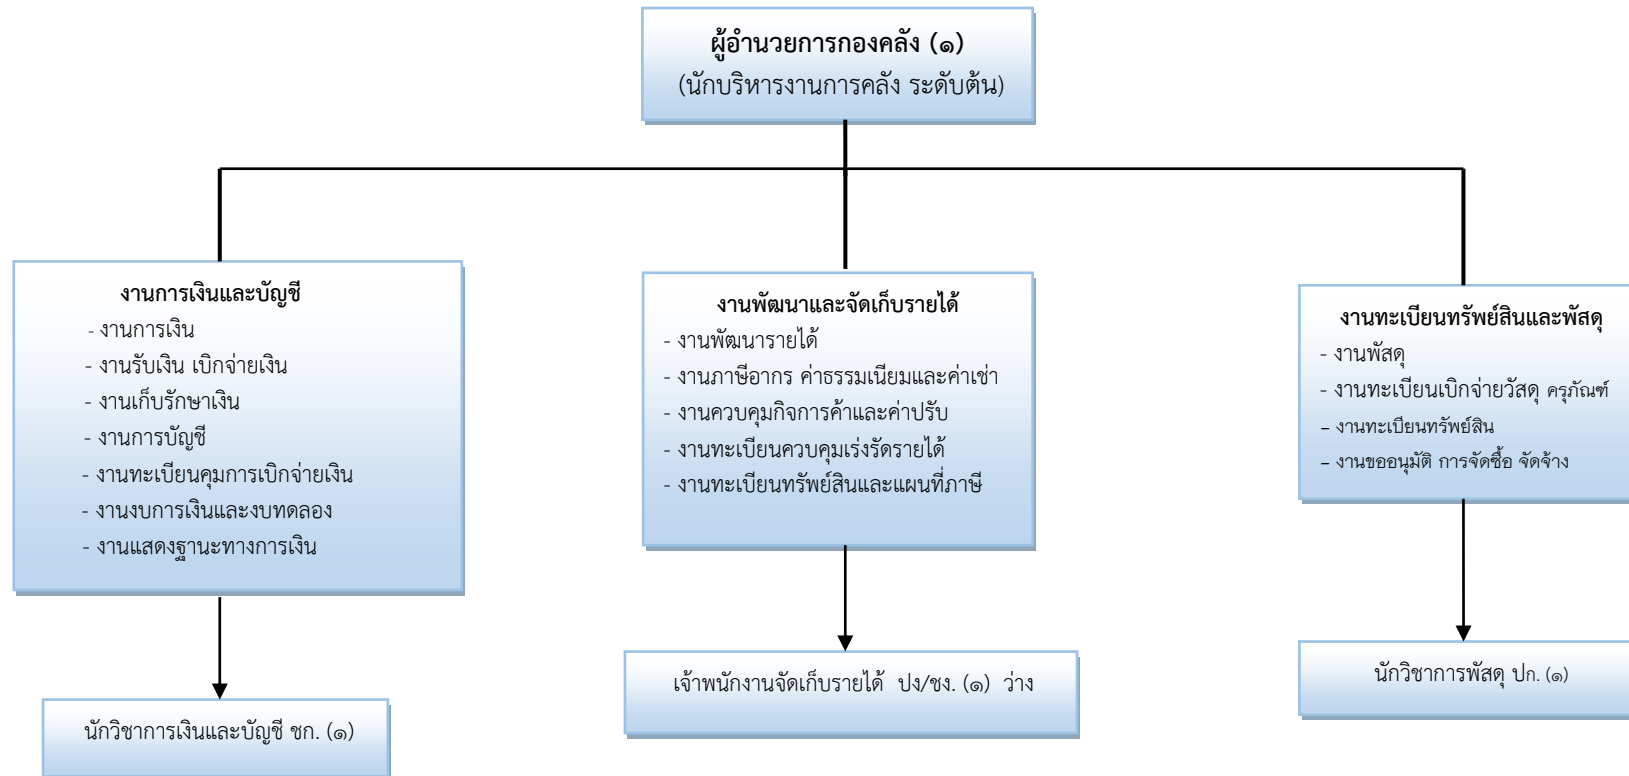 ผู้อำนวยการกองคลัง (๑)
(นักบริหารงานการคลัง ระดับต้น)
งานการเงินและบัญชี
- งานการเงิน
- งานรับเงิน เบิกจ่ายเงิน
- งานเก็บรักษาเงิน
- งานการบัญชี
- งานทะเบียนคุมการเบิกจ่ายเงิน
- งานงบการเงินและงบทดลอง
- งานแสดงฐานะทางการเงิน
นักวิชาการเงินและบัญชี ชก. (๑)
งานพัฒนาและจัดเก็บรายได้
- งานพัฒนารายได้
- งานภาษีอากร ค่าธรรมเนียมและค่าเช่า
- งานควบคุมกิจการค้าและค่าปรับ
- งานทะเบียนควบคุมเร่งรัดรายได้
- งานทะเบียนทรัพย์สินและแผนที่ภาษี
เจ้าพนักงานจัดเก็บรายได้ ปง/ชง. (๑) ว่าง
งานทะเบียนทรัพย์สินและพัสดุ
- งานพัสดุ
- งานทะเบียนเบิกจ่ายวัสดุ ครุภัณฑ์
– งานทะเบียนทรัพย์สิน
– งานขออนุมัติ การจัดซื้อ จัดจ้าง
นักวิชาการพัสดุ ปก. (๑)